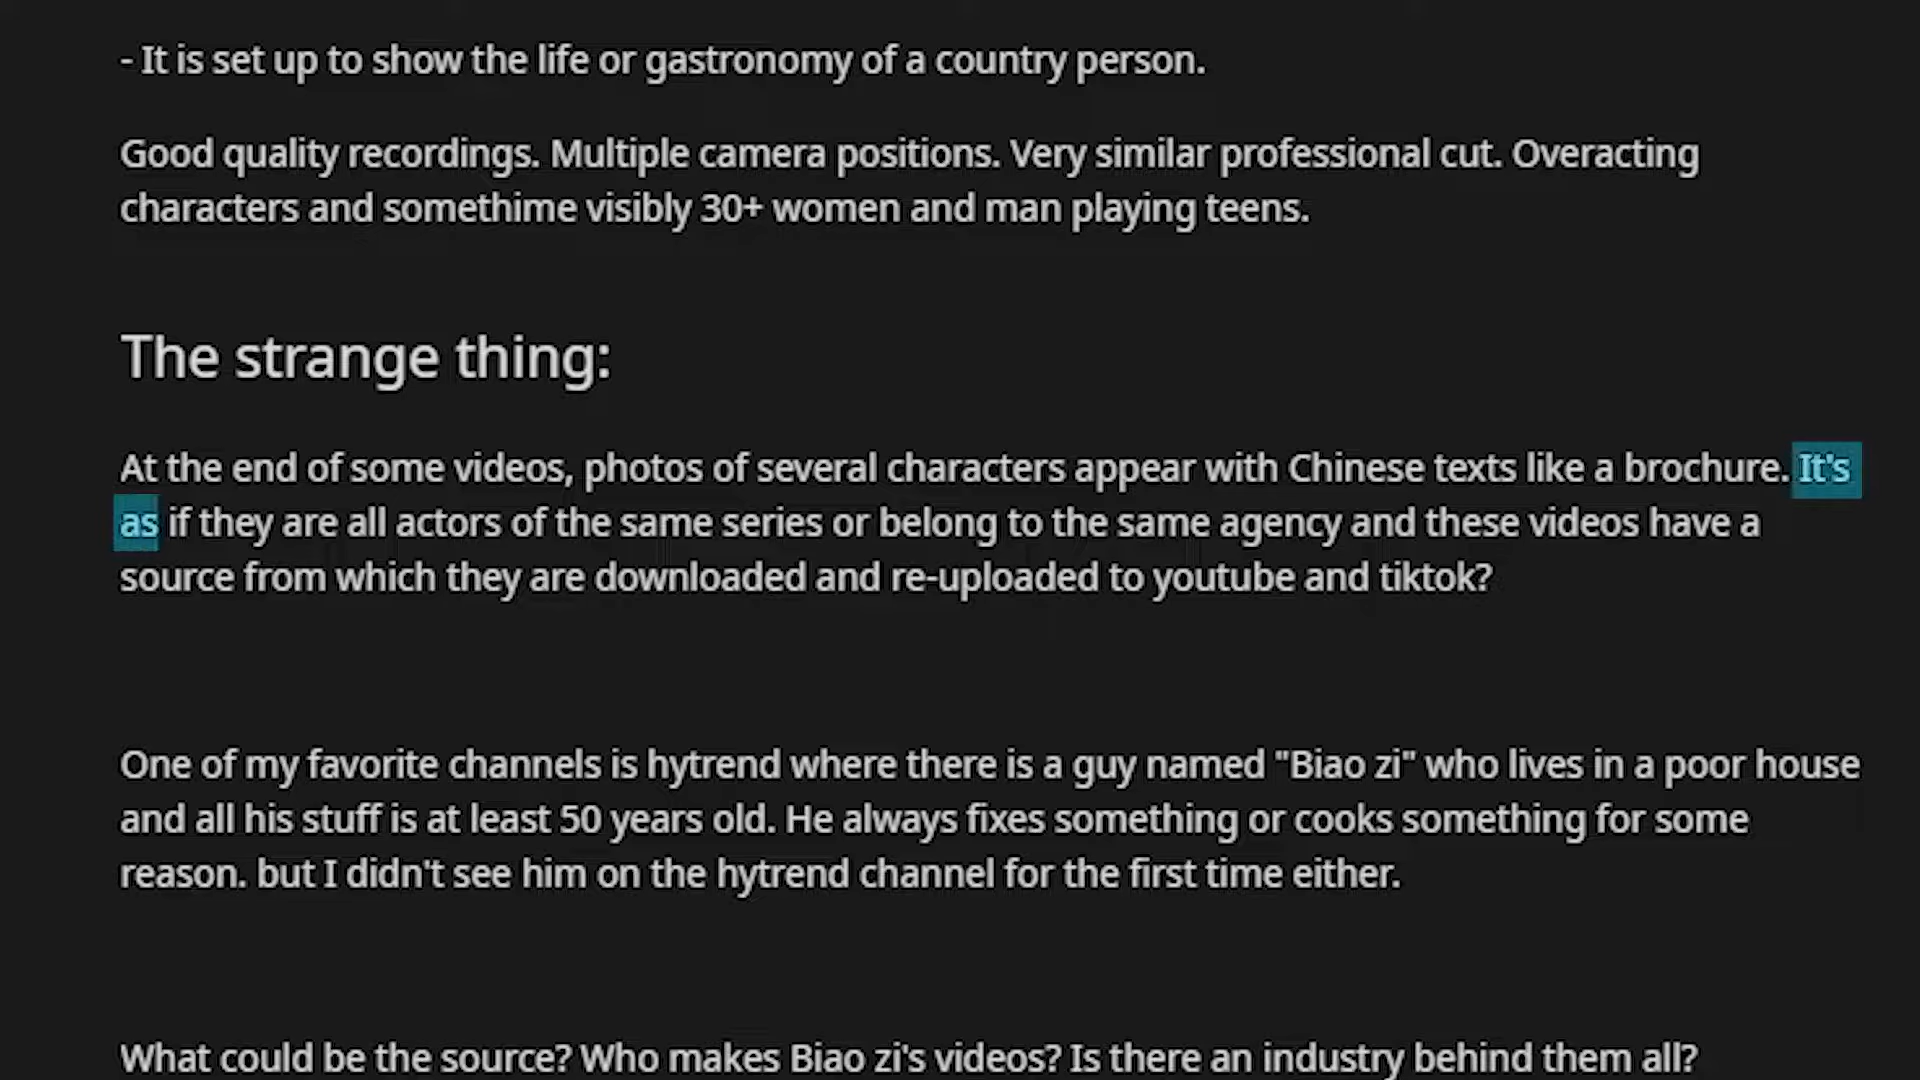 - It is set up to show the life or gastronomy of a country person.
Good quality recordings. Multiple camera positions. Very similar professional cut. Overacting
characters and somethime visibly 30+ women and man playing teens.
The strange thing:
At the end of some videos, photos of several characters appear with Chinese texts like a brochure. It's
as if they are all actors of the same series or belong to the same agency and these videos have a
source from which they are downloaded and re-uploaded to youtube and tiktok?
One of my favorite channels is hytrend where there is a guy named "Biao zi" who lives in a poor house
and all his stuff is at least 50 years old. He always fixes something or cooks something for some
reason. but I didn't see him on the hytrend channel for the first time either.
What could be the source? Who makes Biao zi's videos? Is there an industry behind them all?